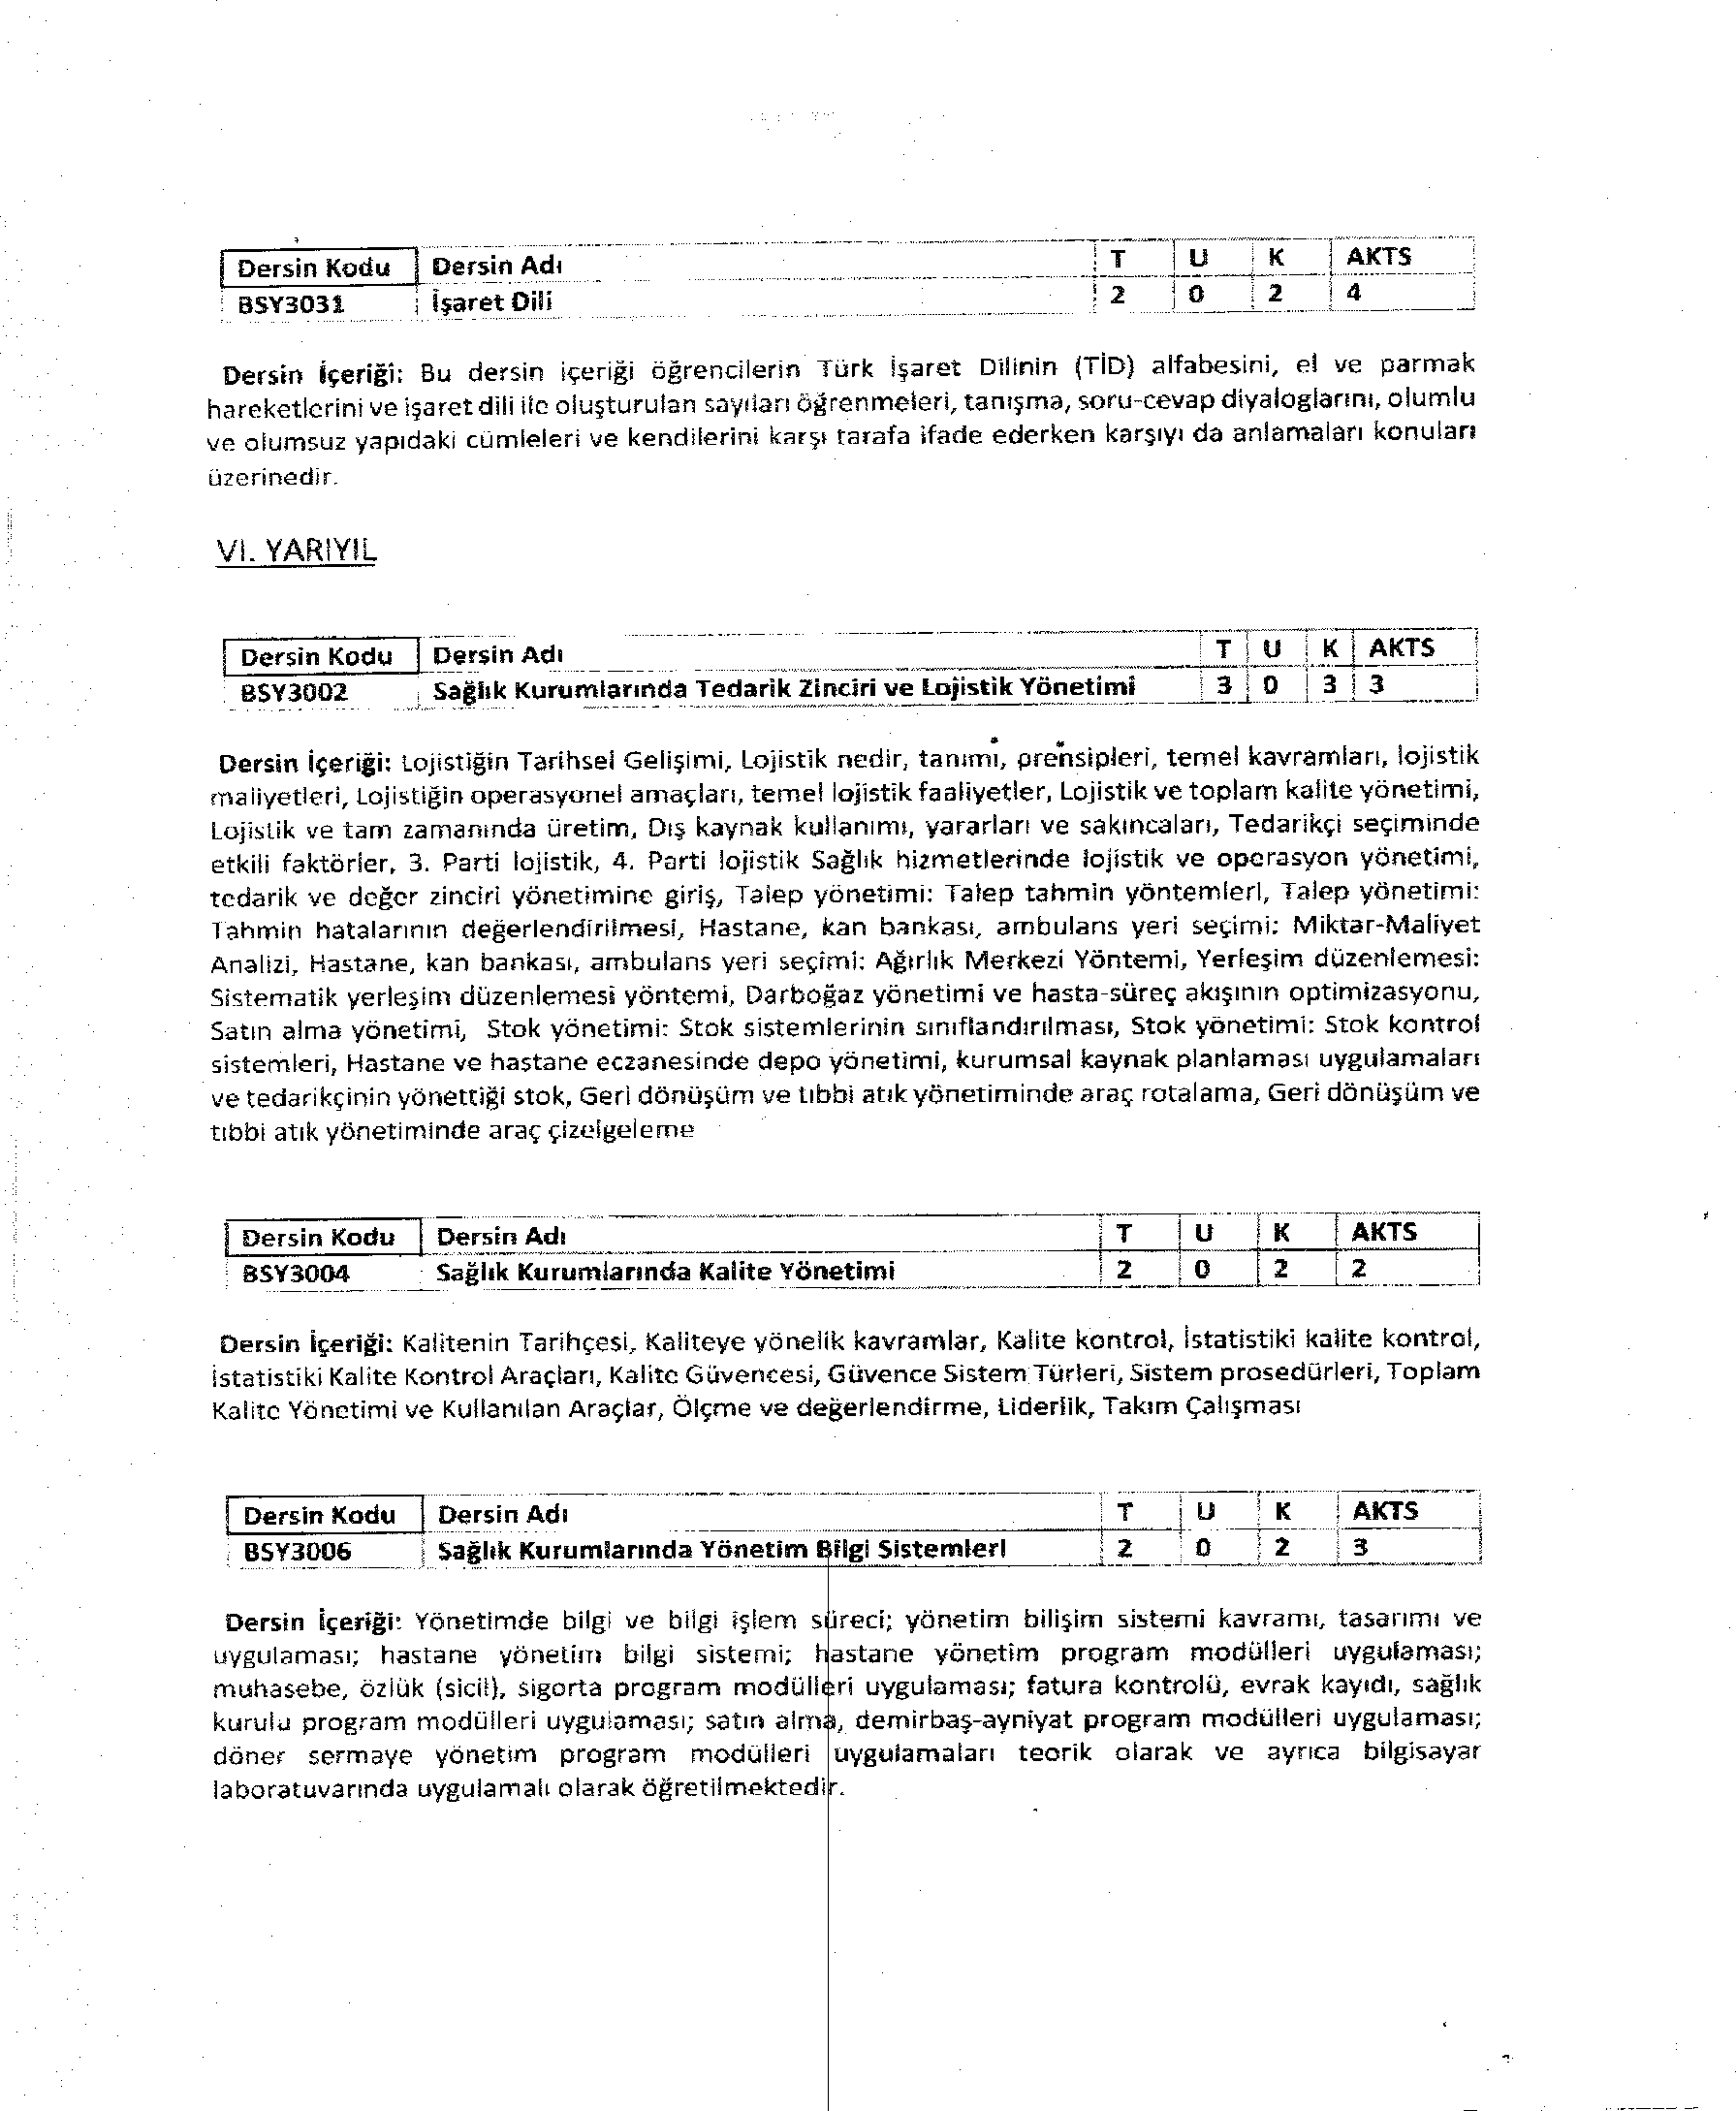 Dersin Kodu Dersin Adı T U K AKTS
BSY3031 İşaret Dili 2 0 2 4
Dersin İçeriği: Bu dersin içeriği öğrencilerin Türk İşaret Dilinin (TİD) alfabesini, el ve parmak
hareketlerini ve işaret dili ile oluşturulan sayıları öğrenmeleri, tanışma, soru-cevap diyaloglarını, olumlu
ve olumsuz yapıdaki cümleleri ve kendilerini karşı tarafa ifade ederken karşıyı da anlamaları konuları
üzerinedir.
VI. YARIYIL
Dersin Kodu Dersin Adı T U K AKTS
BSY3002 Sağlık Kurumlarında Tedarik Zinciri ve Lojistik Yönetimi 3 0 3 3
Dersin İçeriği: Lojistiğin Tarihsel Gelişimi, Lojistik nedir, tanımı, prensipleri, temel kavramları, lojistik
maliyetleri, Lojistiğin operasyonel amaçları, temel lojistik faaliyetler, Lojistik ve toplam kalite yönetimi,
Lojistik ve tam zamanında üretim, Dış kaynak kullanımı, yararları ve sakıncaları, Tedarikçi seçiminde
etkili faktörler, 3. Parti lojistik, 4. Parti lojistik Sağlık hizmetlerinde lojistik ve operasyon yönetimi,
tedarik ve değer zinciri yönetimine giriş, Talep yönetimi: Talep tahmin yöntemleri, Talep yönetimi:
Tahmin hatalarının değerlendirilmesi, Hastane, kan bankası, ambulans yeri seçimi: Miktar-Maliyet
Analizi, Hastane, kan bankası, ambulans yeri seçimi: Ağırlık Merkezi Yöntemi, Yerleşim düzenlemesi:
Sistematik yerleşim düzenlemesi yöntemi, Darboğaz yönetimi ve hasta-süreç akışının optimizasyonu,
Satın alma yönetimi, Stok yönetimi: Stok sistemlerinin sınıflandırılması, Stok yönetimi: Stok kontrol
sistemleri, Hastane ve hastane eczanesinde depo yönetimi, kurumsal kaynak planlaması uygulamaları
ve tedarikçinin yönettiği stok, Geri dönüşüm ve tıbbi atık yönetiminde araç rotalama, Geri dönüşüm ve
tıbbi atık yönetiminde araç çizelgeleme
Dersin Kodu Dersin Adı T U K AKTS
BSY3004 Sağlık Kurumlarında Kalite Yönetimi 2 0 2 2
Dersin İçeriği: Kalitenin Tarihçesi, Kaliteye yönelik kavramlar, Kalite kontrol, İstatistiki kalite kontrol,
İstatistiki Kalite Kontrol Araçları, Kalite Güvencesi, Güvence Sistem Türleri, Sistem prosedürleri, Toplam
Kalite Yönetimi ve Kullanılan Araçlar, Ölçme ve değerlendirme, Liderlik, Takım Çalışması
Dersin Kodu Dersin Adı T U K AKTS
BSY3006 Sağlık Kurumlarında Yönetim Bilgi Sistemleri 2 0 2 3
Dersin İçeriği: Yönetimde bilgi ve bilgi işlem süreci; yönetim bilişim sistemi kavramı, tasarımı ve
uygulaması; hastane yönetim bilgi sistemi; hastane yönetim program modülleri uygulaması;
muhasebe, özlük (sicil), sigorta program modülleri uygulaması; fatura kontrolü, evrak kayıdı, sağlık
kurulu program modülleri uygulaması; satın alma, demirbaş-ayniyat program modülleri uygulaması;
döner sermaye yönetim program modülleri uygulamaları teorik olarak ve ayrıca bilgisayar
laboratuvarında uygulamalı olarak öğretilmektedir.